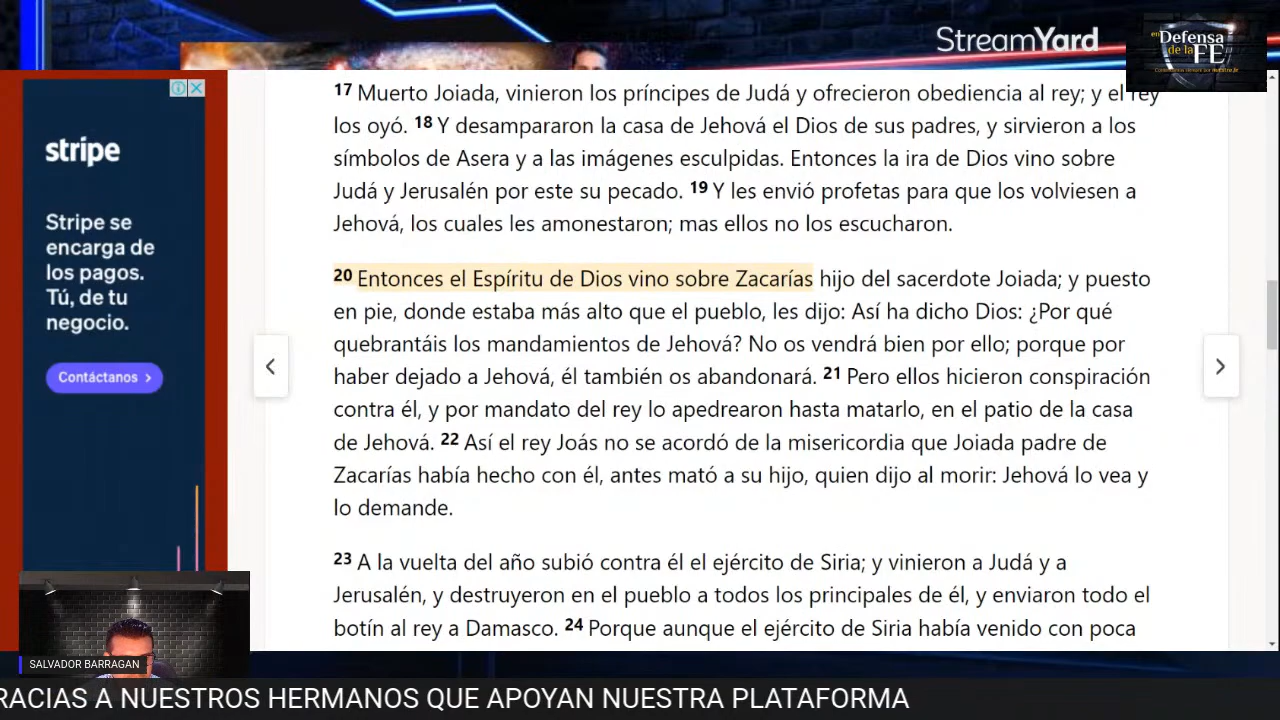 StreamYard
en Defensa
de la FE
stripe
Stripe se
encarga de
los pagos.
Tú, de tu
negocio.
Contáctanos
17 Muerto Joiada, vinieron los príncipes de Judá y ofrecieron obediencia al rey; y el rey
los oyó. 18 Y desampararon la casa de Jehová el Dios de sus padres, y sirvieron a los
símbolos de Asera y a las imágenes esculpidas. Entonces la ira de Dios vino sobre
Judá y Jerusalén por este su pecado. 19 Y les envió profetas para que los volviesen a
Jehová, los cuales les amonestaron; mas ellos no los escucharon.
20 Entonces el Espíritu de Dios vino sobre Zacarías hijo del sacerdote Joiada; y puesto
en pie, donde estaba más alto que el pueblo, les dijo: Así ha dicho Dios: ¿Por qué
quebrantáis los mandamientos de Jehová? No os vendrá bien por ello; porque por
haber dejado a Jehová, él también os abandonará. 21 Pero ellos hicieron conspiración
contra él, y por mandato del rey lo apedrearon hasta matarlo, en el patio de la casa
de Jehová. 22 Así el rey Joás no se acordó de la misericordia que Joiada padre de
Zacarías había hecho con él, antes mató a su hijo, quien dijo al morir: Jehová lo vea y
lo demande.
23 A la vuelta del año subió contra él el ejército de Siria; y vinieron a Judá y a
Jerusalén, y destruyeron en el pueblo a todos los principales de él, y enviaron todo el
botín al rey a Damasco. 24 Porque aunque el ejército de Siria había venido con poca
SALVADOR BARRAGAN
RACIAS A NUESTROS HERMANOS QUE APOYAN NUESTRA PLATAFORMA